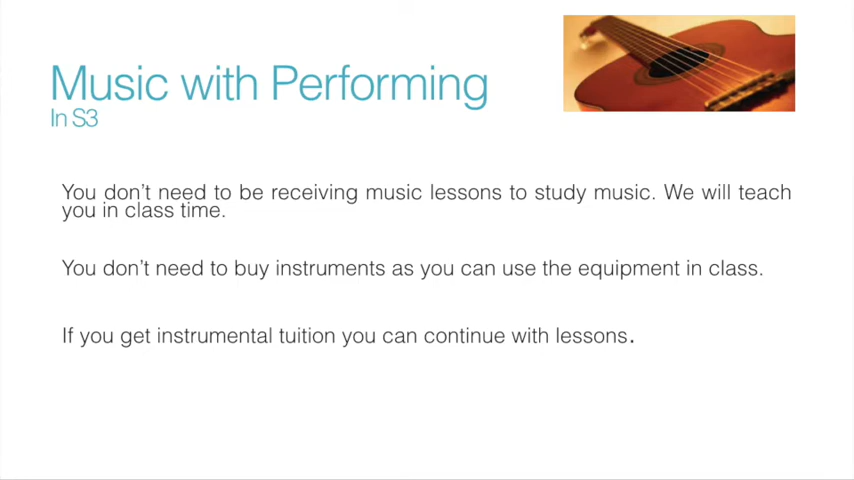 Music with Performing
In S3
You don't need to be receiving music lessons to study music. We will teach
you in class time.
You don't need to buy instruments as you can use the equipment in class.
If you get instrumental tuition you can continue with lessons.